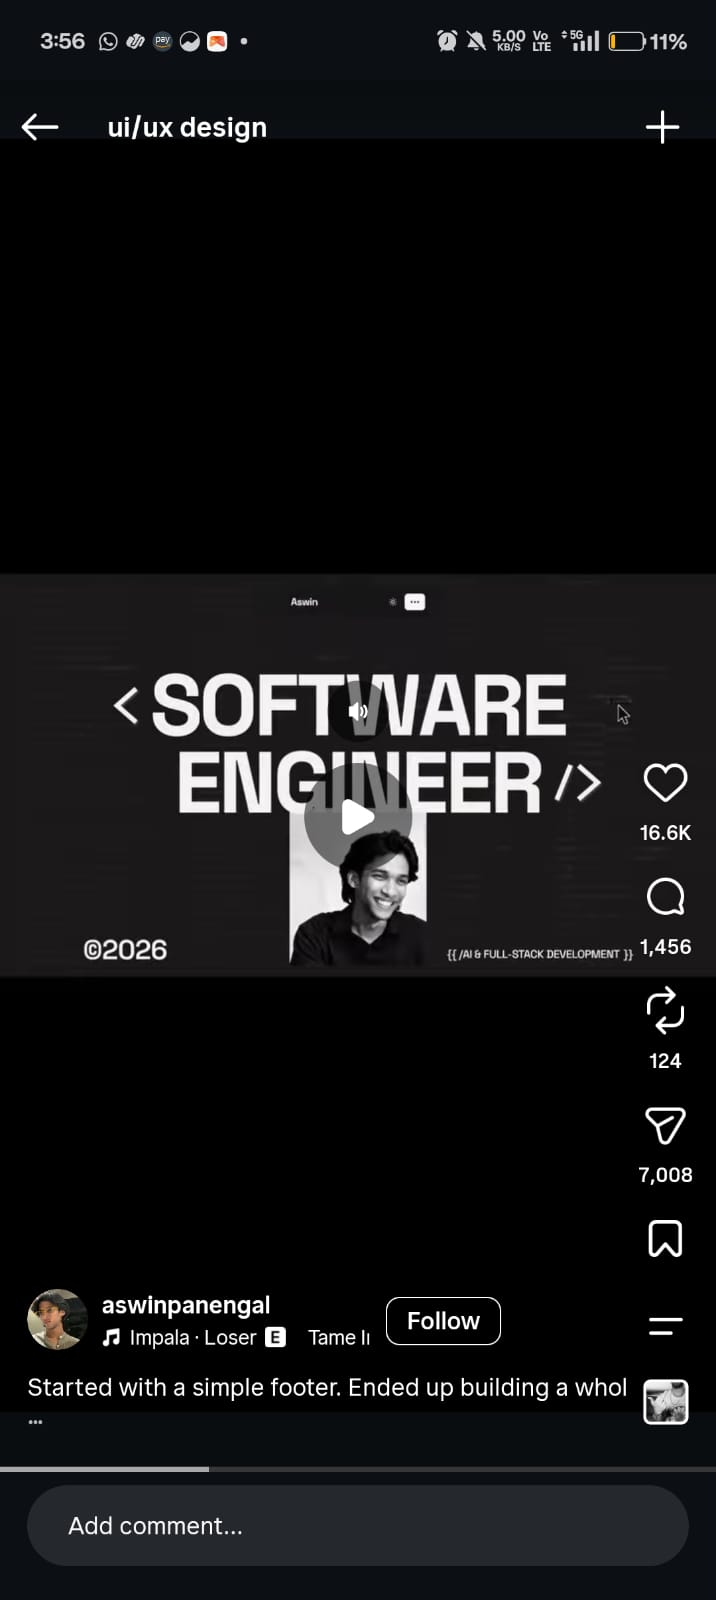 3:56 pay 5.00 KB/S Vo LTE 5G 11%
ui/ux design
Aswin
<SOFTWARE
ENGINEER/>
©2026
{{ /AI & FULL-STACK DEVELOPMENT }}
16.6K
1,456
124
7,008
aswinpanengal
Impala · Loser E Tame
Follow
Started with a simple footer. Ended up building a whol
...
Add comment...